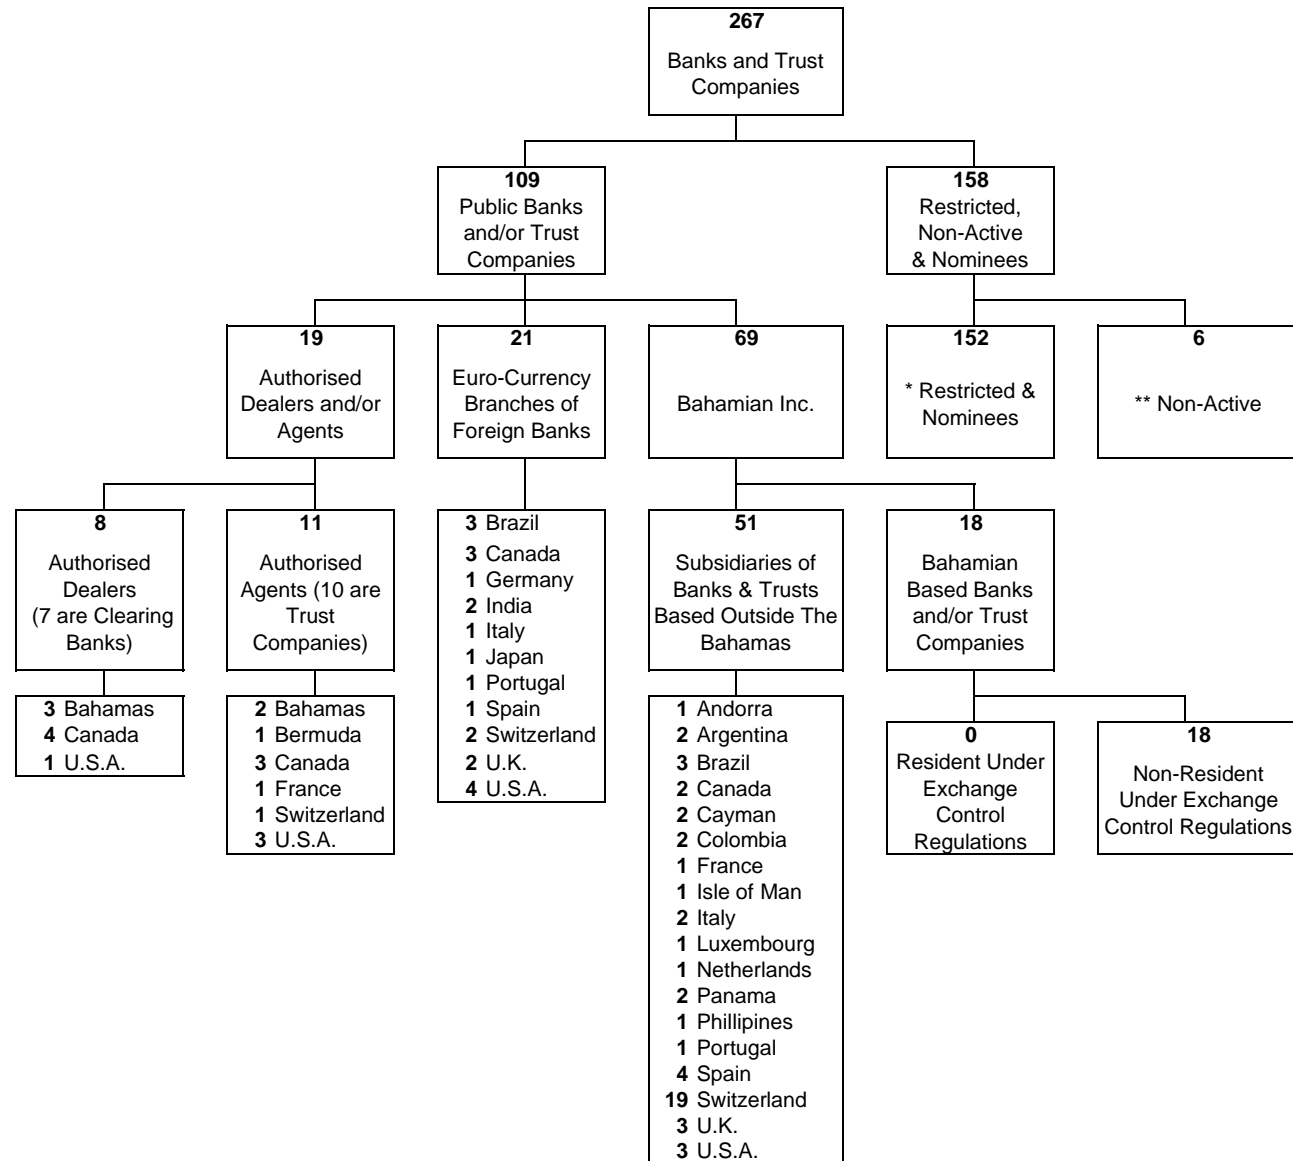 267
Banks and Trust
Companies
109
Public Banks
and/or Trust
Companies
158
Restricted,
Non-Active
& Nominees
19
Authorised
Dealers and/or
Agents
21
Euro-Currency
Branches of
Foreign Banks
69
Bahamian Inc.
152
* Restricted &
Nominees
6
** Non-Active
8
Authorised
Dealers
(7 are Clearing
Banks)
11
Authorised
Agents (10 are
Trust
Companies)
3 Brazil
3 Canada
1 Germany
2 India
1 Italy
1 Japan
1 Portugal
1 Spain
2 Switzerland
2 U.K.
4 U.S.A.
51
Subsidiaries of
Banks & Trusts
Based Outside The
Bahamas
18
Bahamian
Based Banks
and/or Trust
Companies
3 Bahamas
4 Canada
1 U.S.A.
2 Bahamas
1 Bermuda
3 Canada
1 France
1 Switzerland
3 U.S.A.
1 Andorra
2 Argentina
3 Brazil
2 Canada
2 Cayman
2 Colombia
1 France
1 Isle of Man
2 Italy
1 Luxembourg
1 Netherlands
2 Panama
1 Phillipines
1 Portugal
4 Spain
19 Switzerland
3 U.K.
3 U.S.A.
0
Resident Under
Exchange
Control
Regulations
18
Non-Resident
Under Exchange
Control Regulations